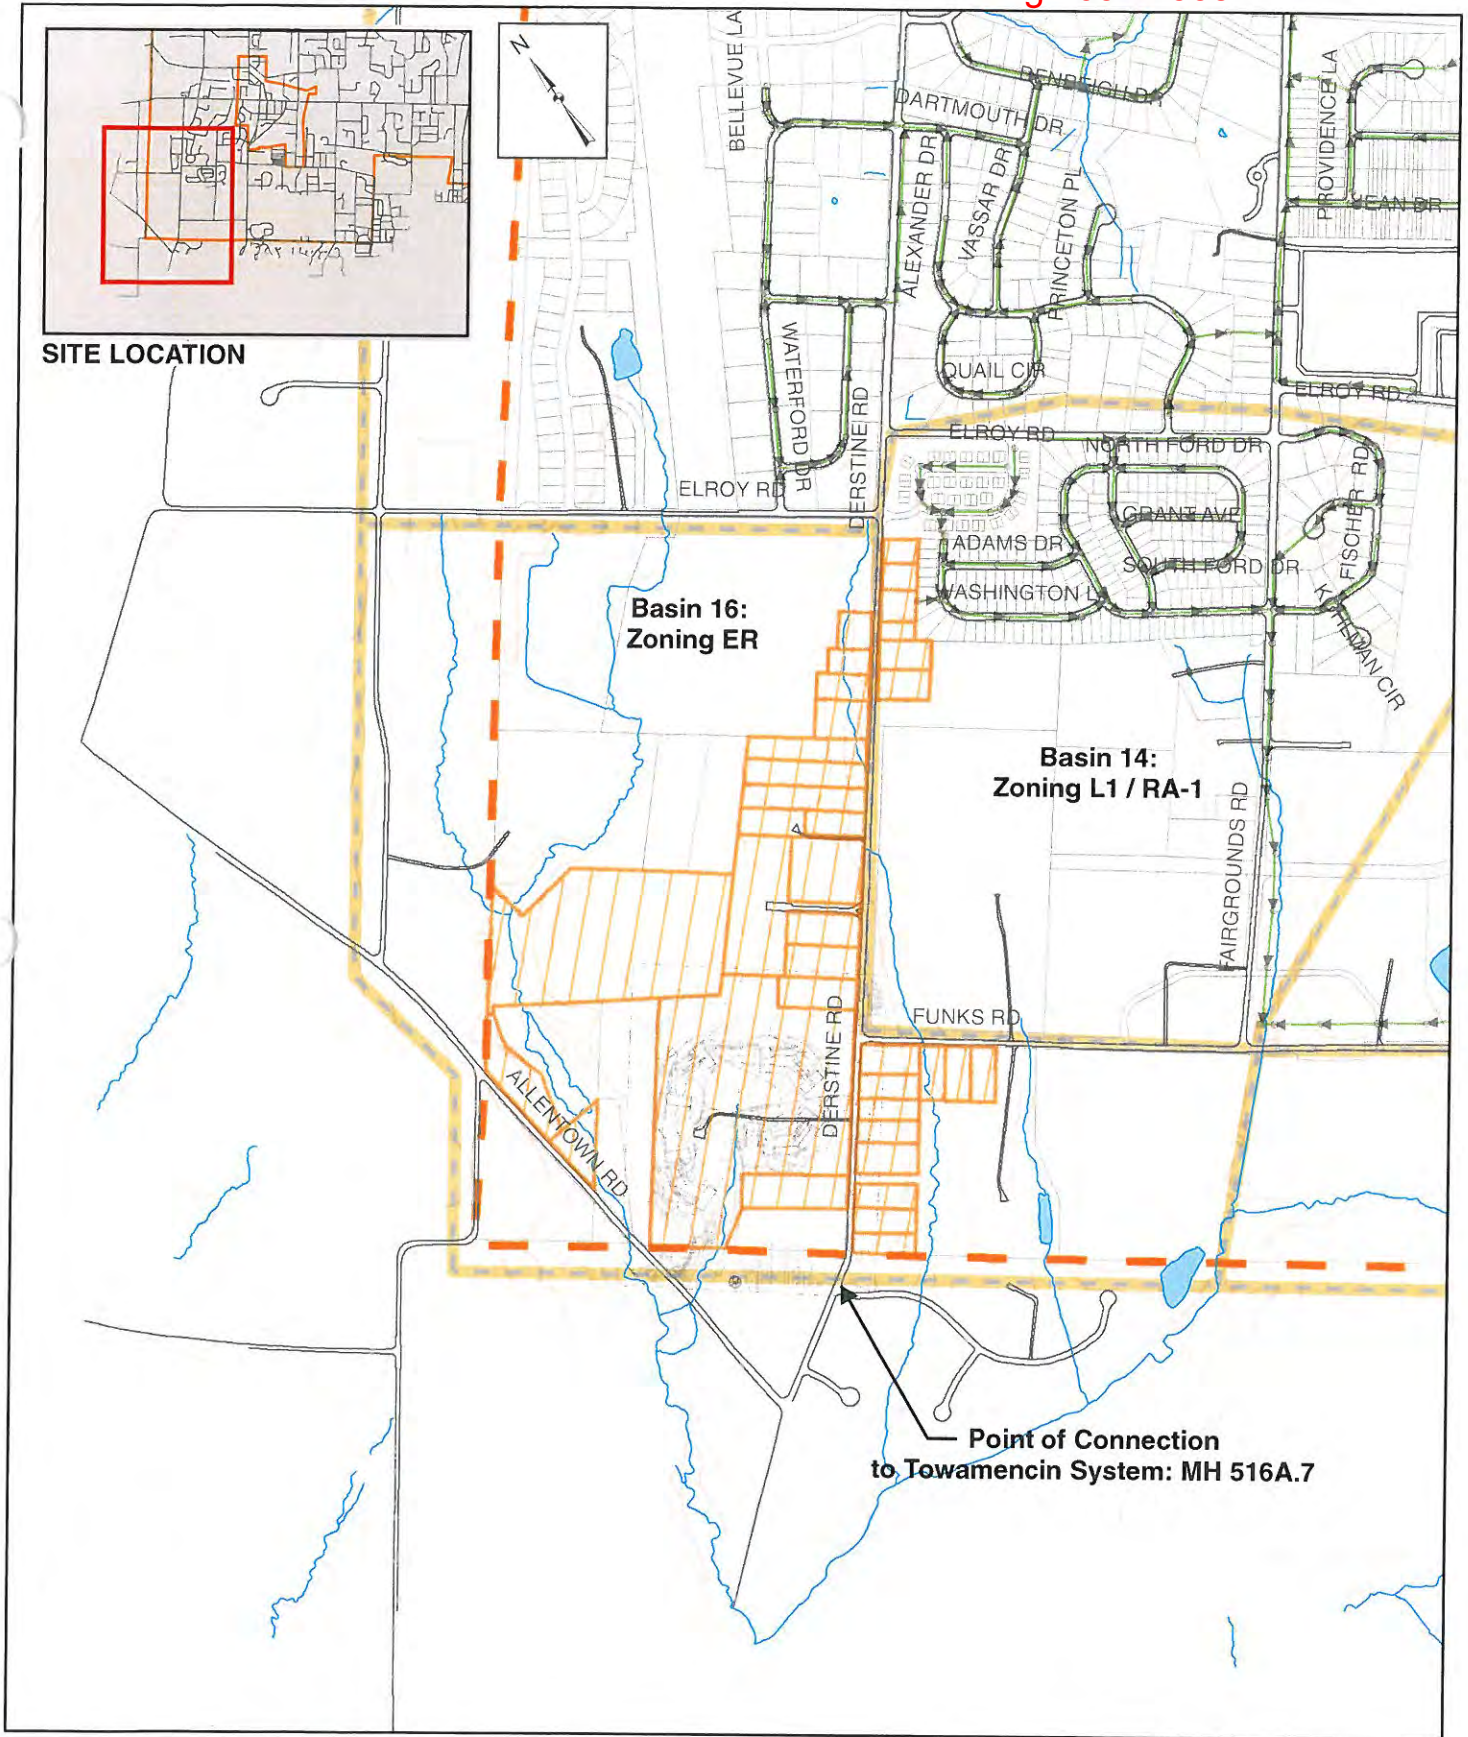 N
SITE LOCATION
BELLEVUE LA
DARTMOUTH DR
ALEXANDER DR
VASSAR DR
PRINCETON PL
PROVIDENCE LA
JEAN DR
WATERFORD DR
DERSTINE RD
QUAIL CIR
ELROY RD
ELROY RD
ELROY RD
NORTH FORD DR
GRANT AVE
FISCHER RD
ADAMS DR
SOUTH FORD DR
Basin 16:
Zoning ER
Basin 14:
Zoning L1 / RA-1
FAIRGROUNDS RD
FUNKS RD
DERSTINE RD
ALLENTOWN RD
Point of Connection
to Towamencin System: MH 516A.7